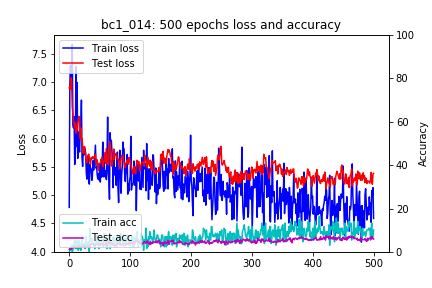 bc1_014: 500 epochs loss and accuracy
Train loss
Test loss
Train acc
Test acc
Loss
Accuracy
7.5
7.0
6.5
6.0
5.5
5.0
4.5
4.0
100
80
60
40
20
0
0 100 200 300 400 500